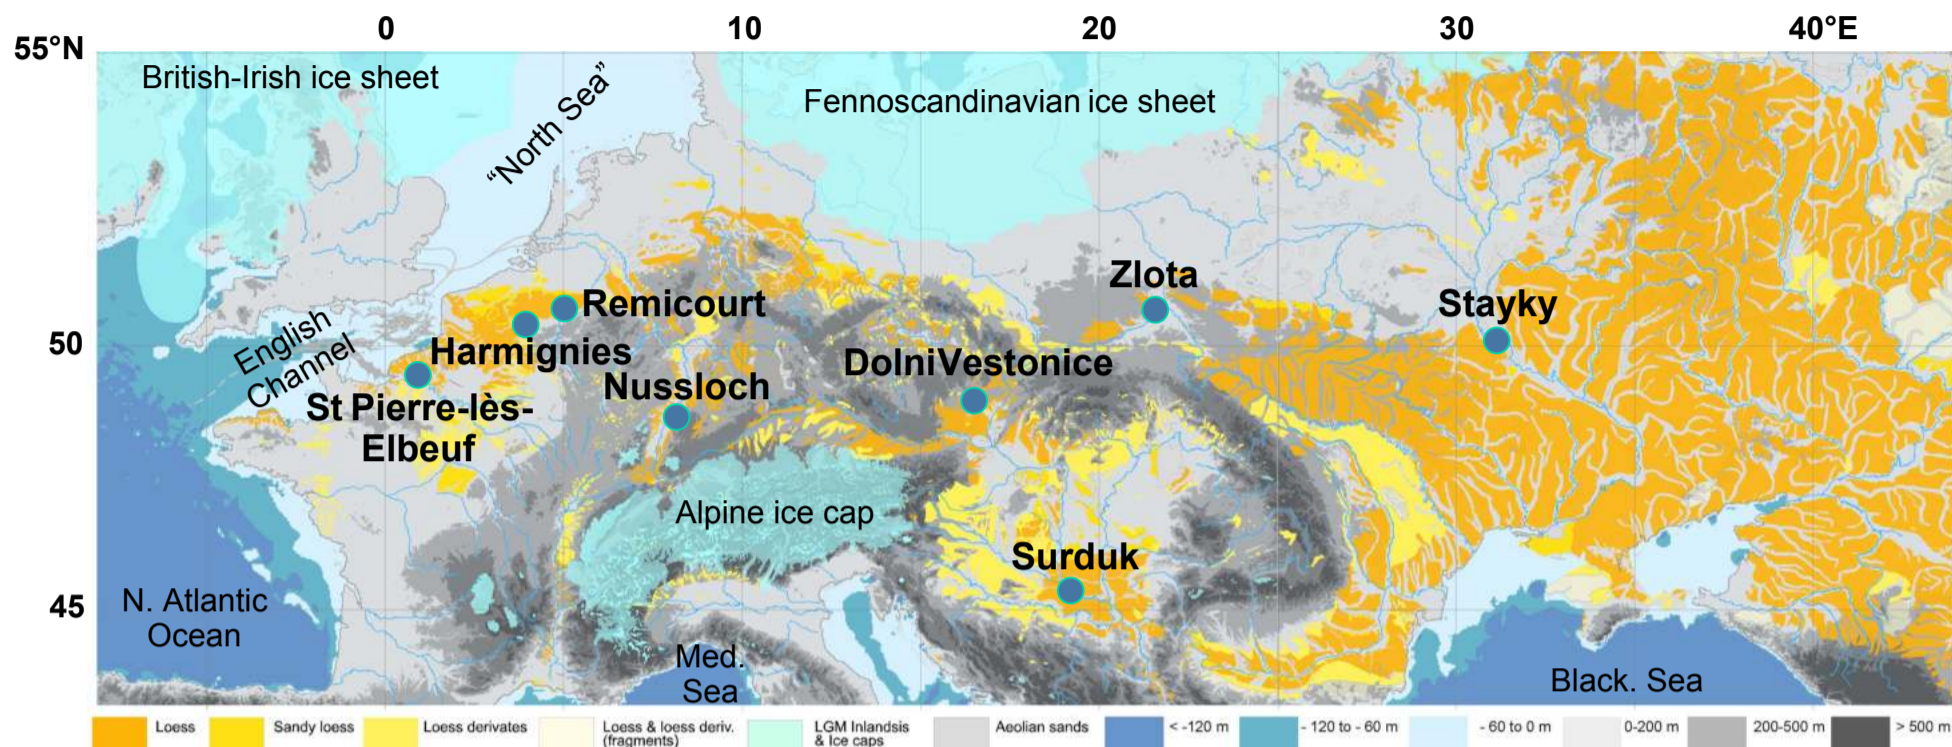 0 10 20 30 40°E
55°N
British-Irish ice sheet
“North Sea”
Fennoscandinavian ice sheet
Zlota
Remicourt
Stayky
50
English
Channel
Harmignies
DolniVestonice
Nussloch
St Pierre-lès-
Elbeuf
Alpine ice cap
Surduk
45
N. Atlantic
Ocean
Med.
Sea
Black. Sea
Loess
Sandy loess
Loess derivates
Loess & loess deriv.
(fragments)
LGM Inlandsis
& Ice caps
Aeolian sands
< -120 m
- 120 to - 60 m
- 60 to 0 m
0-200 m
200-500 m
> 500 m